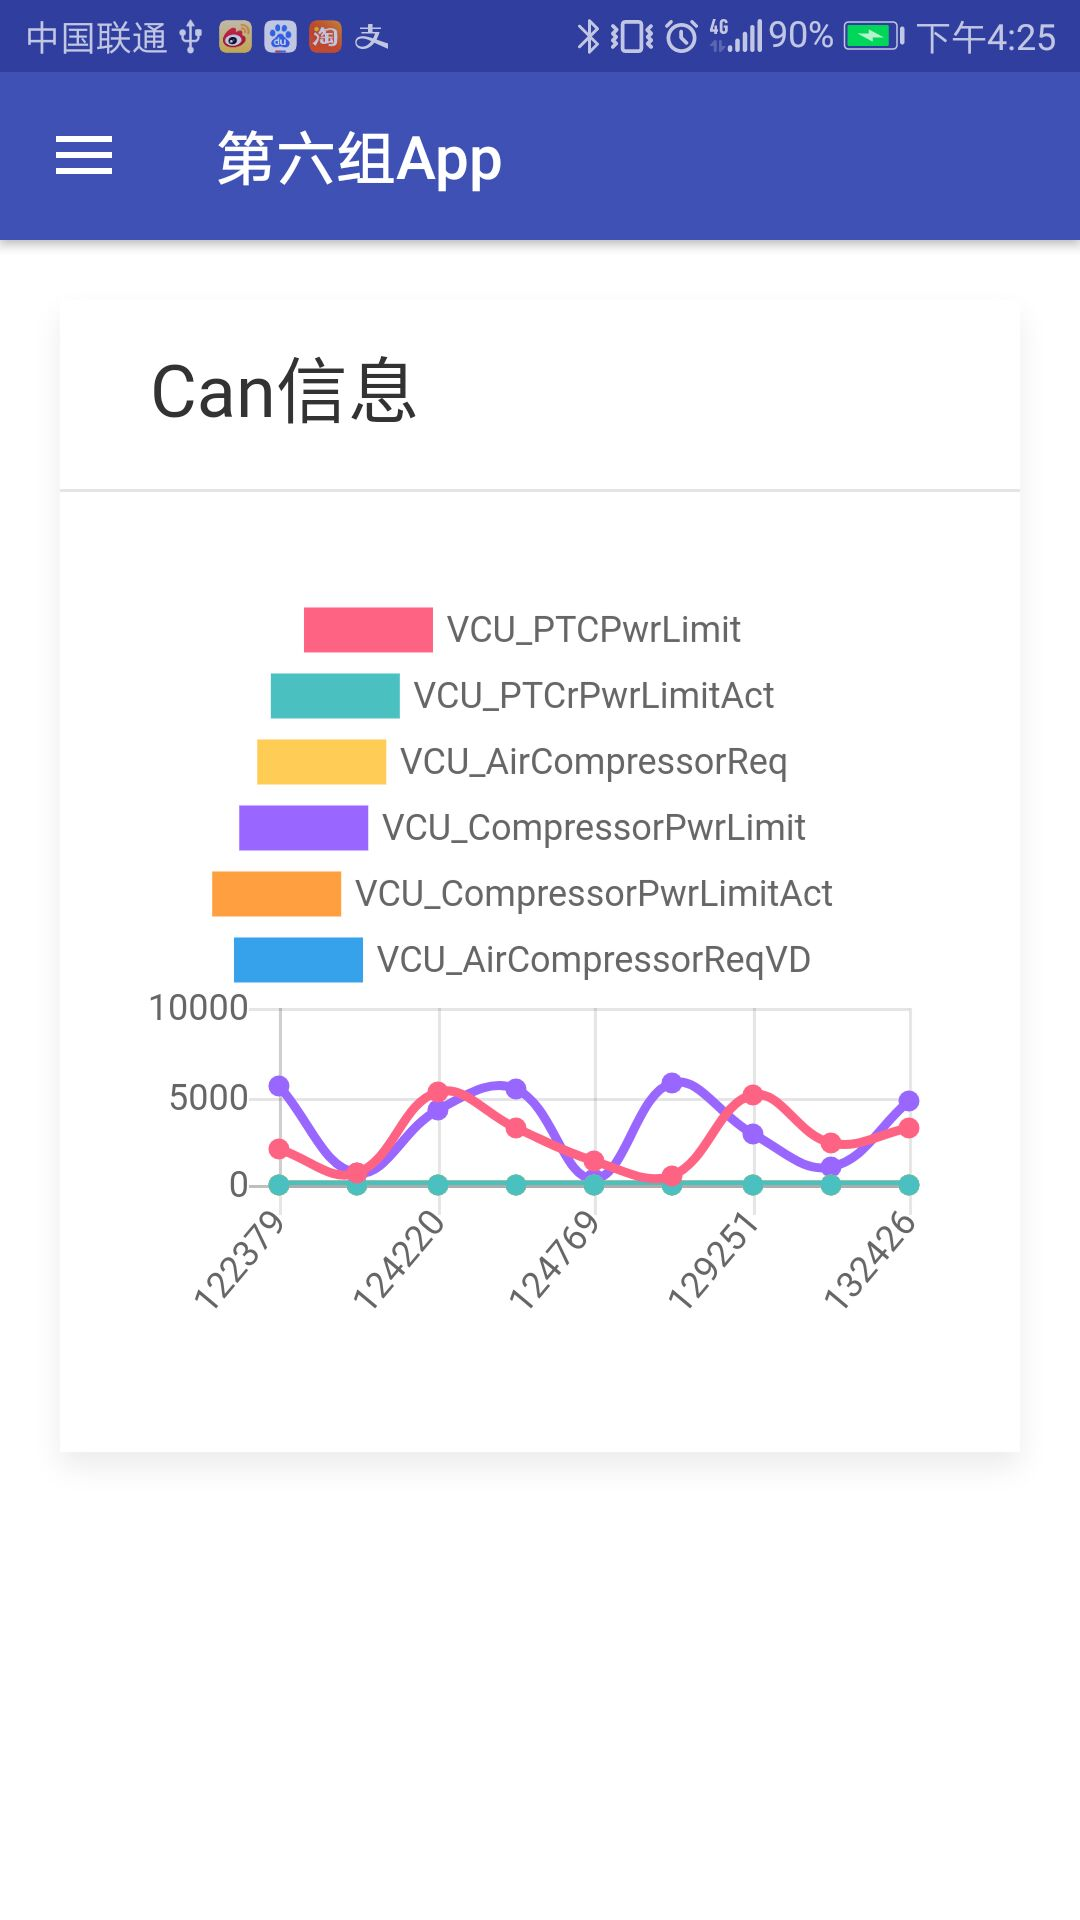 中国联通 4G 90% 下午4:25
第六组App
Can信息
VCU_PTCPwrLimit
VCU_PTCrPwrLimitAct
VCU_AirCompressorReq
VCU_CompressorPwrLimit
VCU_CompressorPwrLimitAct
VCU_AirCompressorReqVD
10000
5000
0
122379 124220 124769 129251 132426